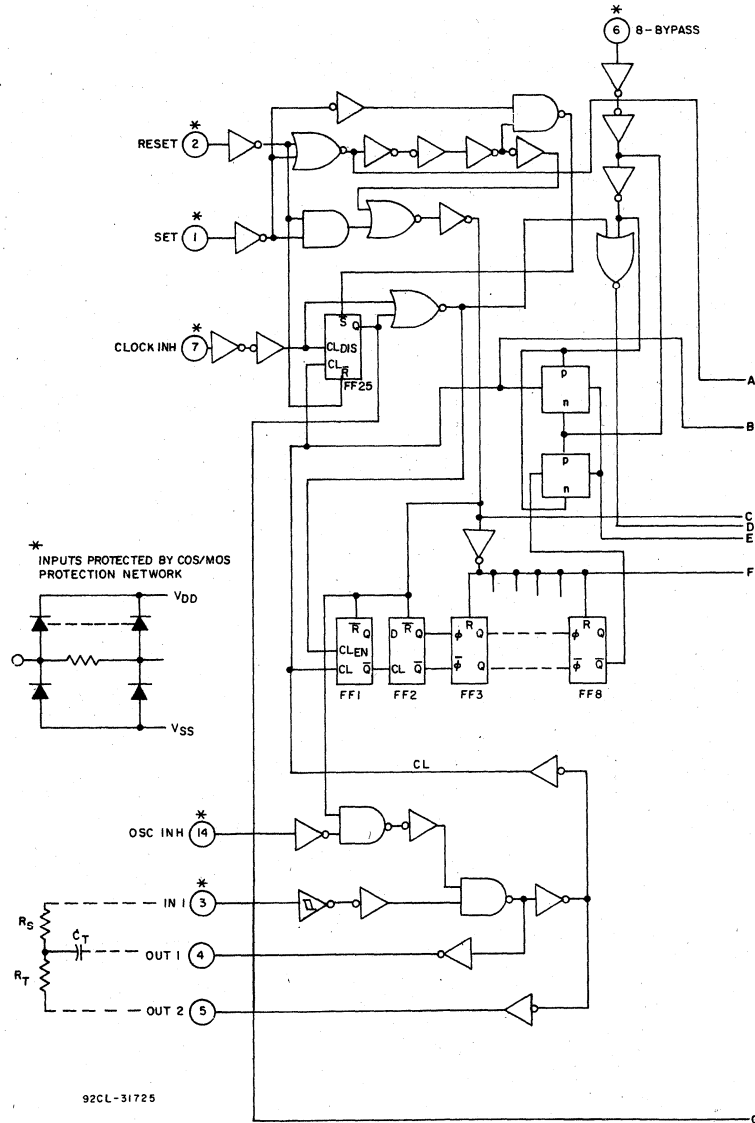 *
6 8-BYPASS
*
RESET 2
*
SET 1
*
CLOCK INH 7
S Q
CL DIS
CL R̅
FF25
p
n
p
n
A
B
C
D
E
F
*
INPUTS PROTECTED BY COS/MOS
PROTECTION NETWORK
VDD
VSS
R̅ Q
CLEN
CL Q̅
FF1
D R̅ Q
CL Q̅
FF2
R
ϕ Q
ϕ̅ Q
FF3
R
ϕ Q
ϕ̅ Q̅
FF8
CL
*
OSC INH 14
*
IN 1 3
RS
CT
OUT 1 4
RT
OUT 2 5
92CL-31725